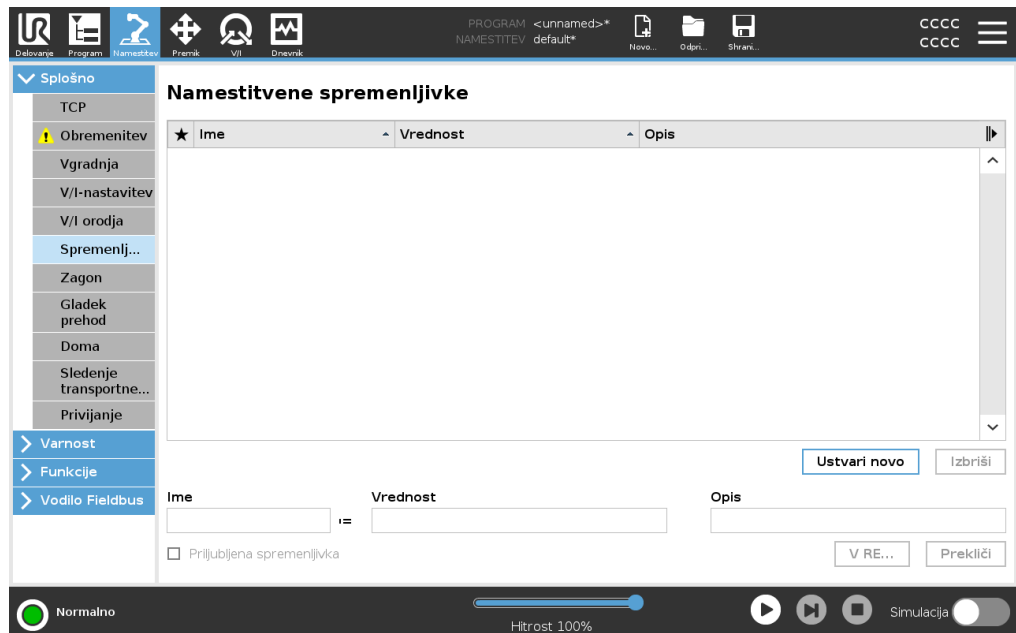 PROGRAM <unnamed>*
NAMESTITEV default*
cccc
cccc
Delovanje Program Namestitev Premik V/I Dnevnik Novo... Odpri... Shrani...
Splošno
TCP
Obremenitev
Vgradnja
V/I-nastavitev
V/I orodja
Spremenlj...
Zagon
Gladek
prehod
Doma
Sledenje
transportne...
Privijanje
Varnost
Funkcije
Vodilo Fieldbus
Namestitvene spremenljivke
Ime Vrednost Opis
Ustvari novo Izbriši
Ime Vrednost Opis
:=
Priljubljena spremenljivka V RE... Prekliči
Normalno
Hitrost 100%
Simulacija